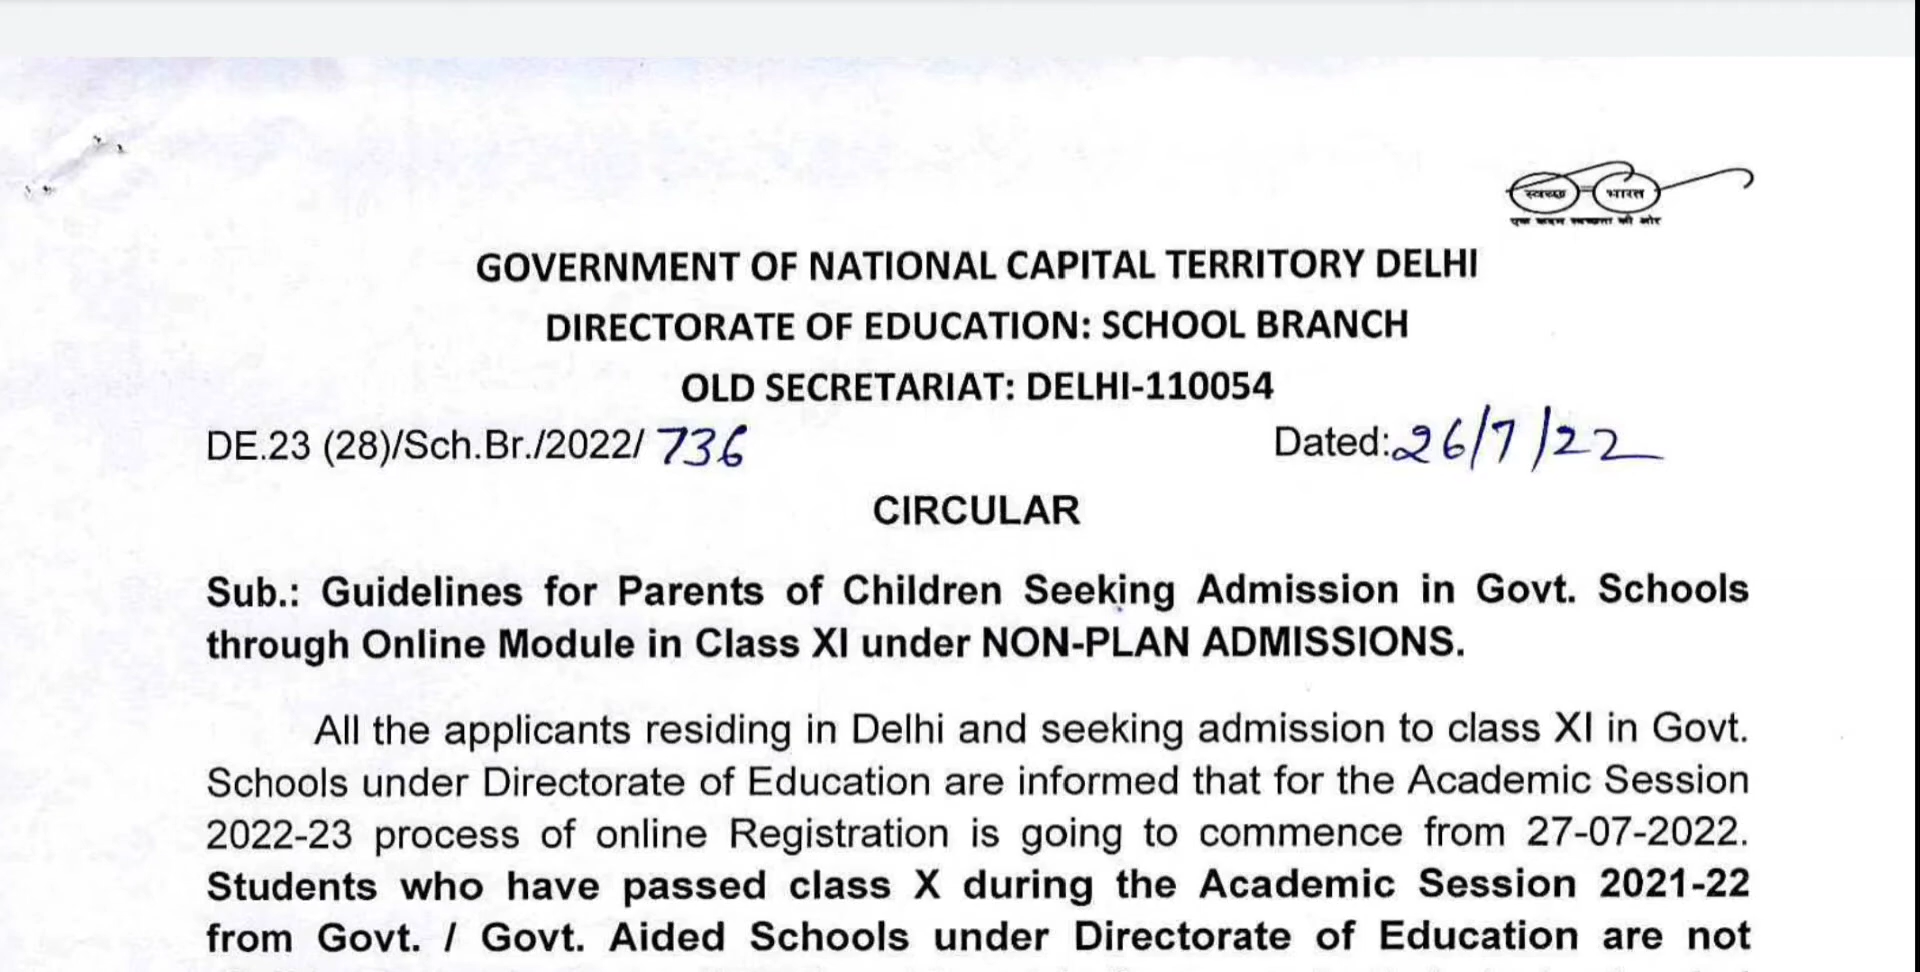 स्वच्छ भारत
एक कदम स्वच्छता की ओर
GOVERNMENT OF NATIONAL CAPITAL TERRITORY DELHI
DIRECTORATE OF EDUCATION: SCHOOL BRANCH
OLD SECRETARIAT: DELHI-110054
DE.23 (28)/Sch.Br./2022/ 736 Dated: 26/7/22
CIRCULAR
Sub.: Guidelines for Parents of Children Seeking Admission in Govt. Schools
through Online Module in Class XI under NON-PLAN ADMISSIONS.
All the applicants residing in Delhi and seeking admission to class XI in Govt.
Schools under Directorate of Education are informed that for the Academic Session
2022-23 process of online Registration is going to commence from 27-07-2022.
Students who have passed class X during the Academic Session 2021-22
from Govt. / Govt. Aided Schools under Directorate of Education are not